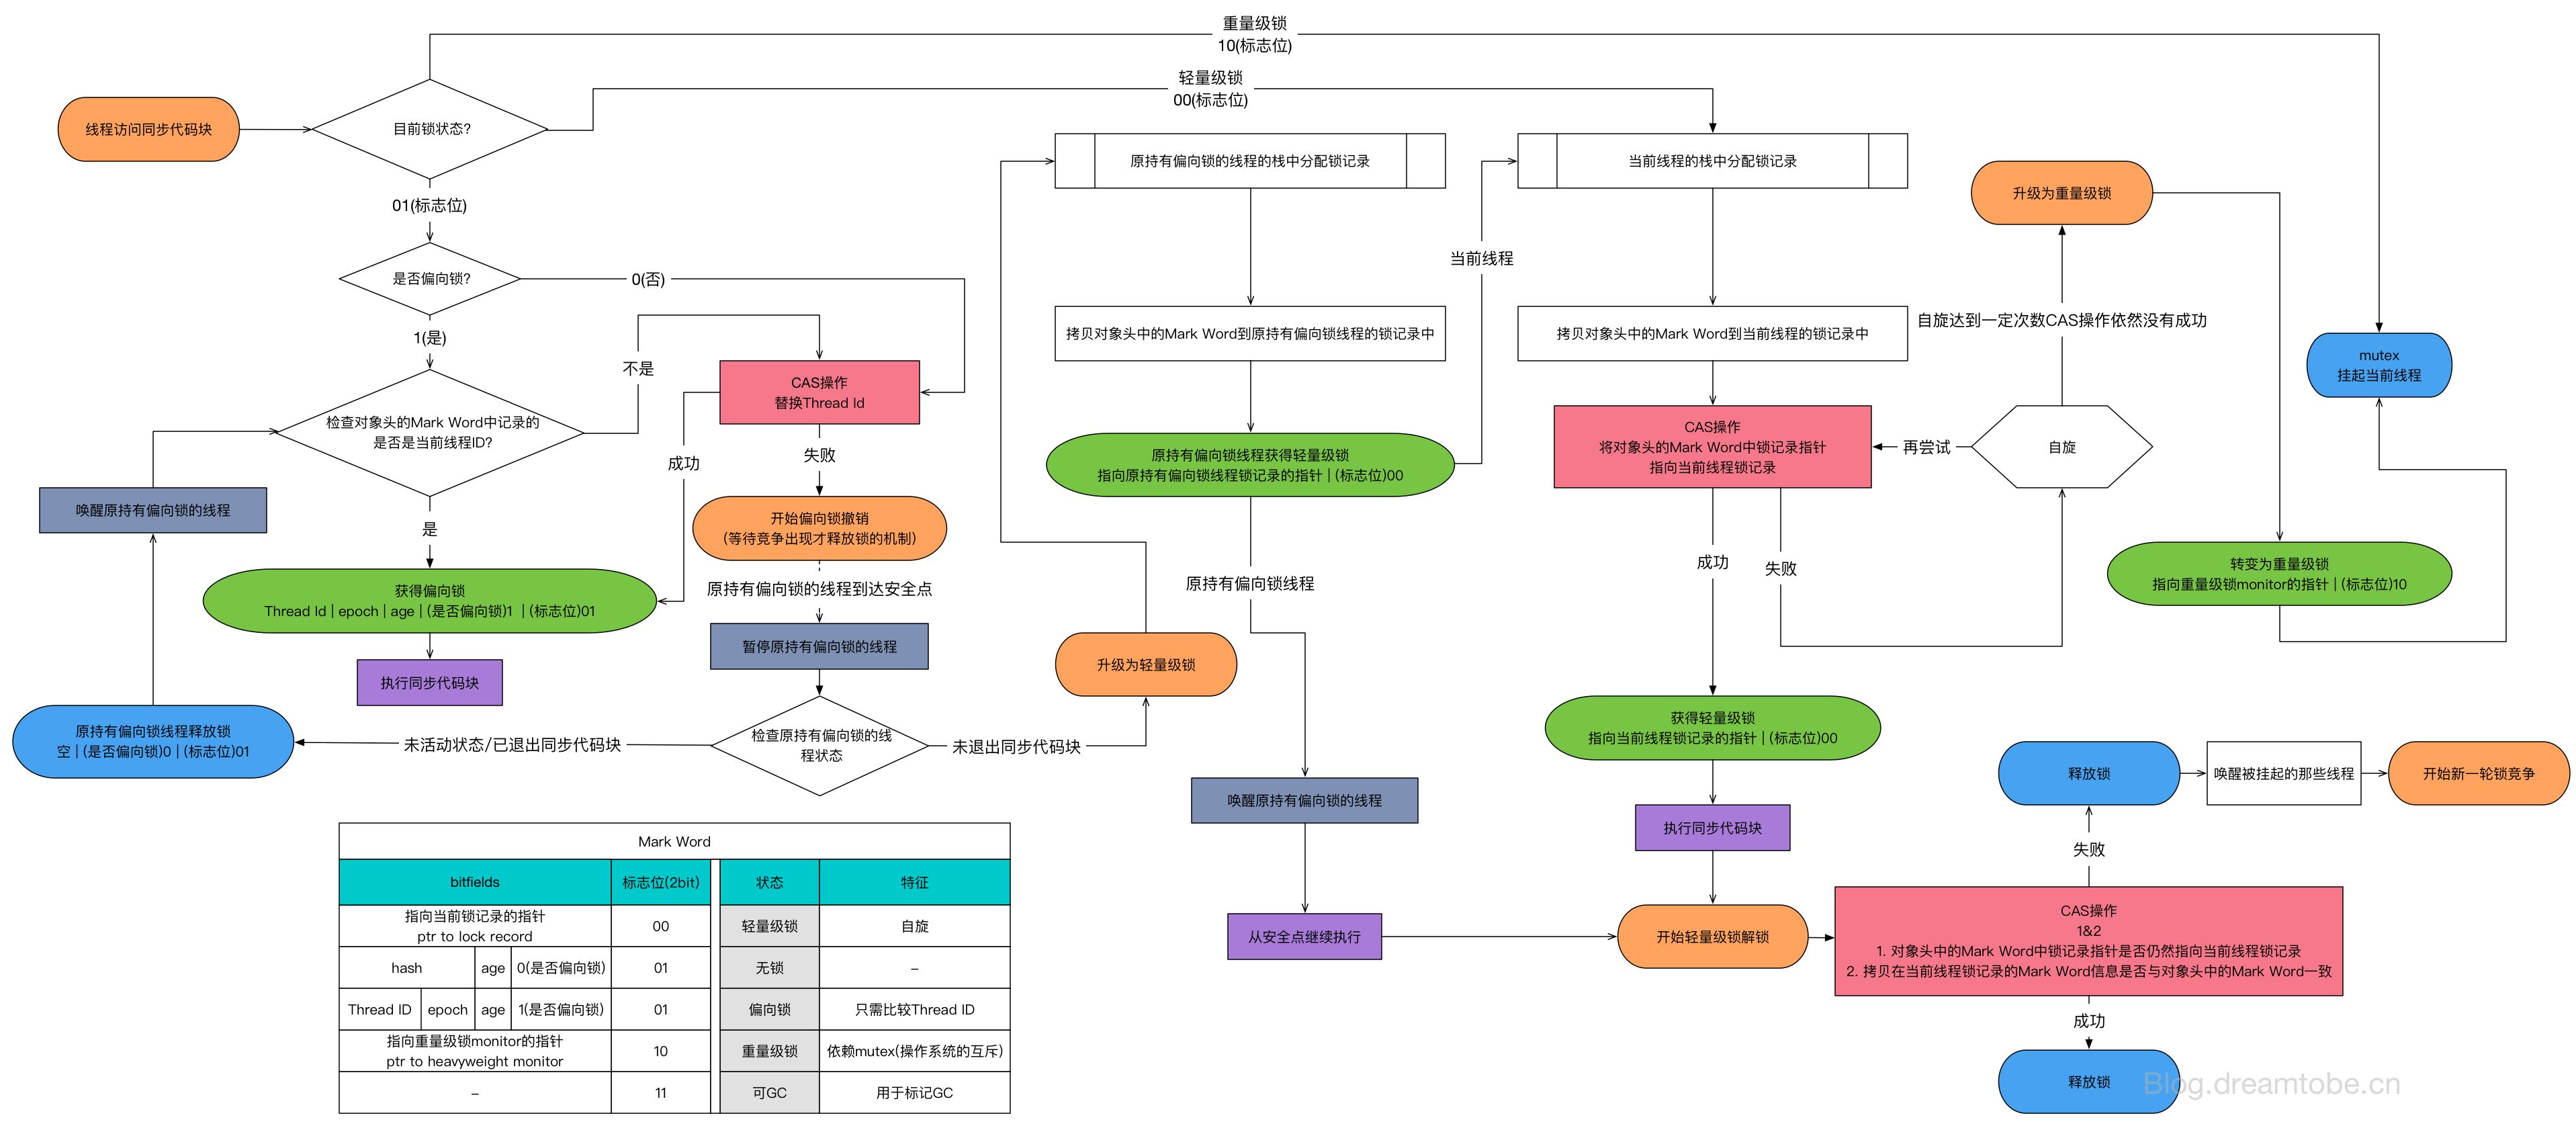 重量级锁
10(标志位)
轻量级锁
00(标志位)
线程访问同步代码块
目前锁状态?
01(标志位)
是否偏向锁?
0(否)
1(是)
不是
检查对象头的Mark Word中记录的
是否是当前线程ID?
CAS操作
替换Thread Id
成功
失败
唤醒原持有偏向锁的线程
是
开始偏向锁撤销
(等待竞争出现才释放锁的机制)
获得偏向锁
Thread Id | epoch | age | (是否偏向锁)1 | (标志位)01
原持有偏向锁的线程到达安全点
暂停原持有偏向锁的线程
执行同步代码块
原持有偏向锁线程释放锁
空 | (是否偏向锁)0 | (标志位)01
未活动状态/已退出同步代码块
检查原持有偏向锁的线
程状态
未退出同步代码块
升级为轻量级锁
原持有偏向锁的线程的栈中分配锁记录
拷贝对象头中的Mark Word到原持有偏向锁线程的锁记录中
原持有偏向锁线程获得轻量级锁
指向原持有偏向锁线程锁记录的指针 | (标志位)00
当前线程
原持有偏向锁线程
唤醒原持有偏向锁的线程
从安全点继续执行
当前线程的栈中分配锁记录
拷贝对象头中的Mark Word到当前线程的锁记录中
CAS操作
将对象头的Mark Word中锁记录指针
指向当前线程锁记录
再尝试
自旋
自旋达到一定次数CAS操作依然没有成功
升级为重量级锁
mutex
挂起当前线程
转变为重量级锁
指向重量级锁monitor的指针 | (标志位)10
成功
失败
获得轻量级锁
指向当前线程锁记录的指针 | (标志位)00
执行同步代码块
开始轻量级锁解锁
CAS操作
1&2
1. 对象头中的Mark Word中锁记录指针是否仍然指向当前线程锁记录
2. 拷贝在当前线程锁记录的Mark Word信息是否与对象头中的Mark Word一致
失败
释放锁
唤醒被挂起的那些线程
开始新一轮锁竞争
成功
释放锁
Blog.dreamtobe.cn
Mark Word
bitfields 标志位(2bit) 状态 特征
指向当前锁记录的指针
ptr to lock record
00 轻量级锁 自旋
hash age 0(是否偏向锁) 01 无锁 –
Thread ID epoch age 1(是否偏向锁) 01 偏向锁 只需比较Thread ID
指向重量级锁monitor的指针
ptr to heavyweight monitor
10 重量级锁 依赖mutex(操作系统的互斥)
– 11 可GC 用于标记GC